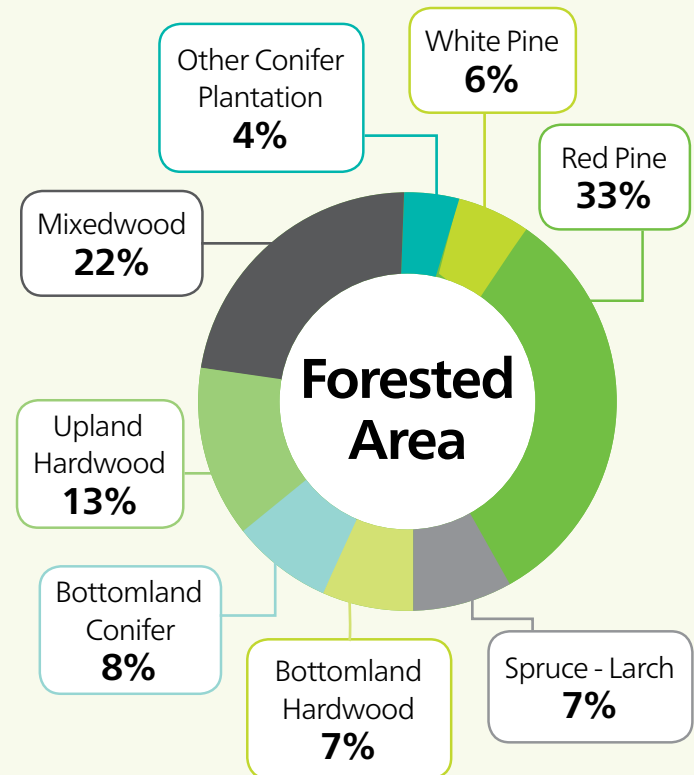 Other Conifer
Plantation
4%
White Pine
6%
Red Pine
33%
Mixedwood
22%
Forested
Area
Upland
Hardwood
13%
Bottomland
Conifer
8%
Bottomland
Hardwood
7%
Spruce - Larch
7%